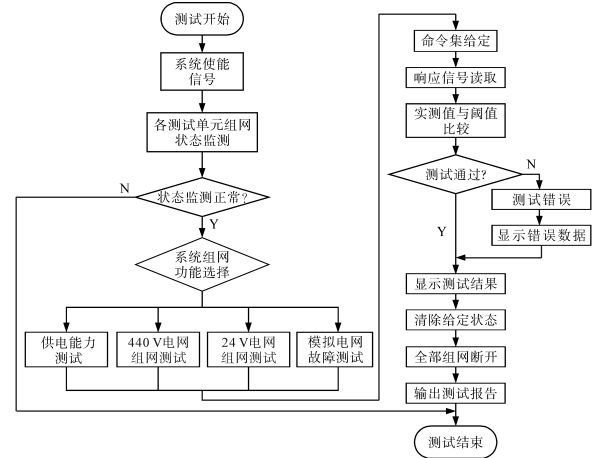 测试开始
系统使能
信号
各测试单元组网
状态监测
状态监测正常?
N
Y
系统组网
功能选择
供电能力
测试
440 V电网
组网测试
24 V电网
组网测试
模拟电网
故障测试
命令集给定
响应信号读取
实测值与阈值
比较
测试通过?
N
Y
测试错误
显示错误数据
显示测试结果
清除给定状态
全部组网断开
输出测试报告
测试结束